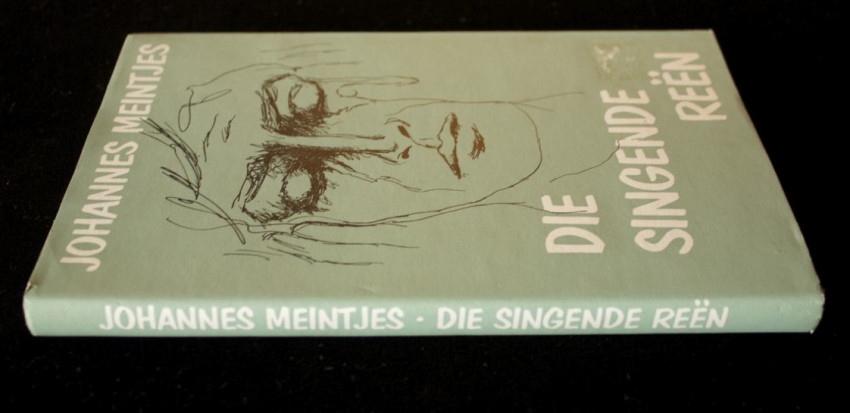 JOHANNES MEINTJES
DIE
SINGENDE
REËN
JOHANNES MEINTJES · DIE SINGENDE REËN